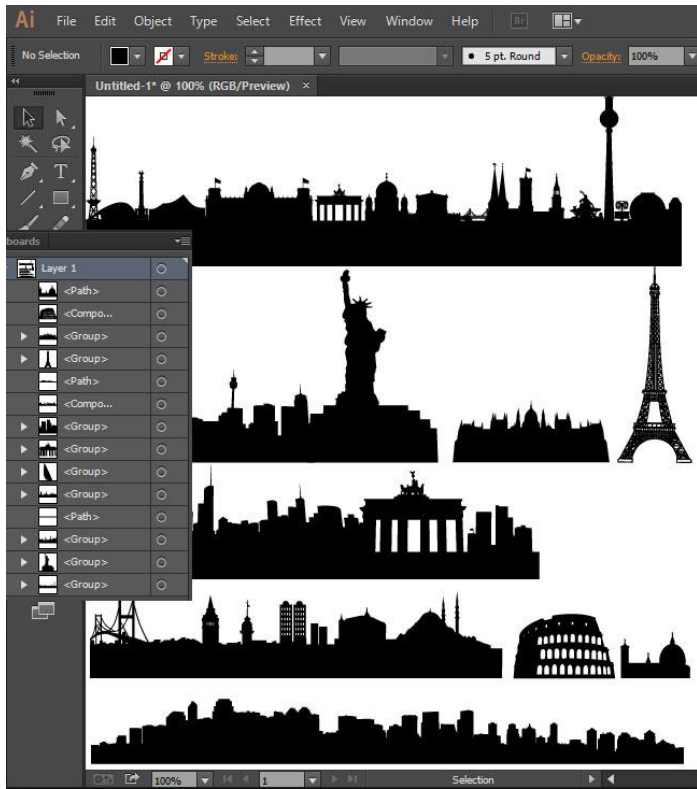 Ai File Edit Object Type Select Effect View Window Help Br
No Selection Stroke: 5 pt. Round Opacity: 100%
Untitled-1* @ 100% (RGB/Preview) ×
T
boards
Layer 1
<Path>
<Compo...
<Group>
<Group>
<Path>
<Compo...
<Group>
<Group>
<Group>
<Group>
<Path>
<Group>
<Group>
<Group>
100% 1 Selection